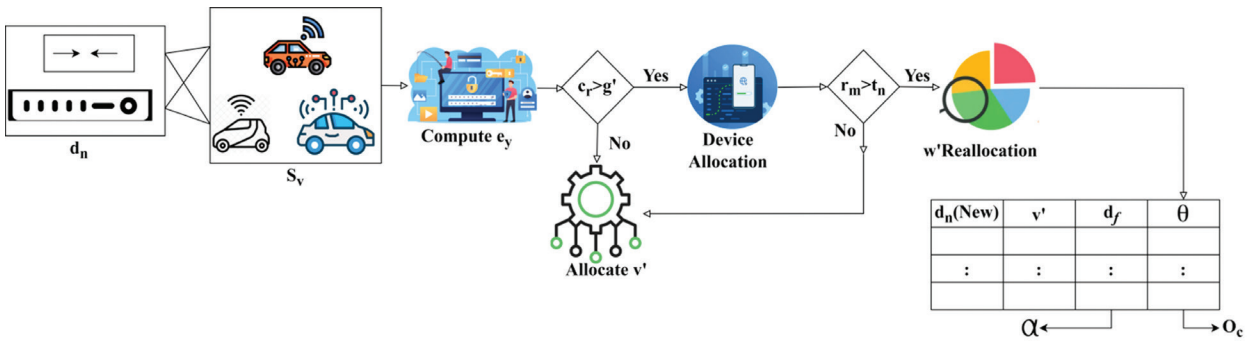 d_n
S_v
Compute e_y
c_r>g'
Yes
No
Allocate v'
Device
Allocation
r_m>t_n
Yes
No
w'Reallocation
d_n(New) v' d_f θ
: : : :
α O_c